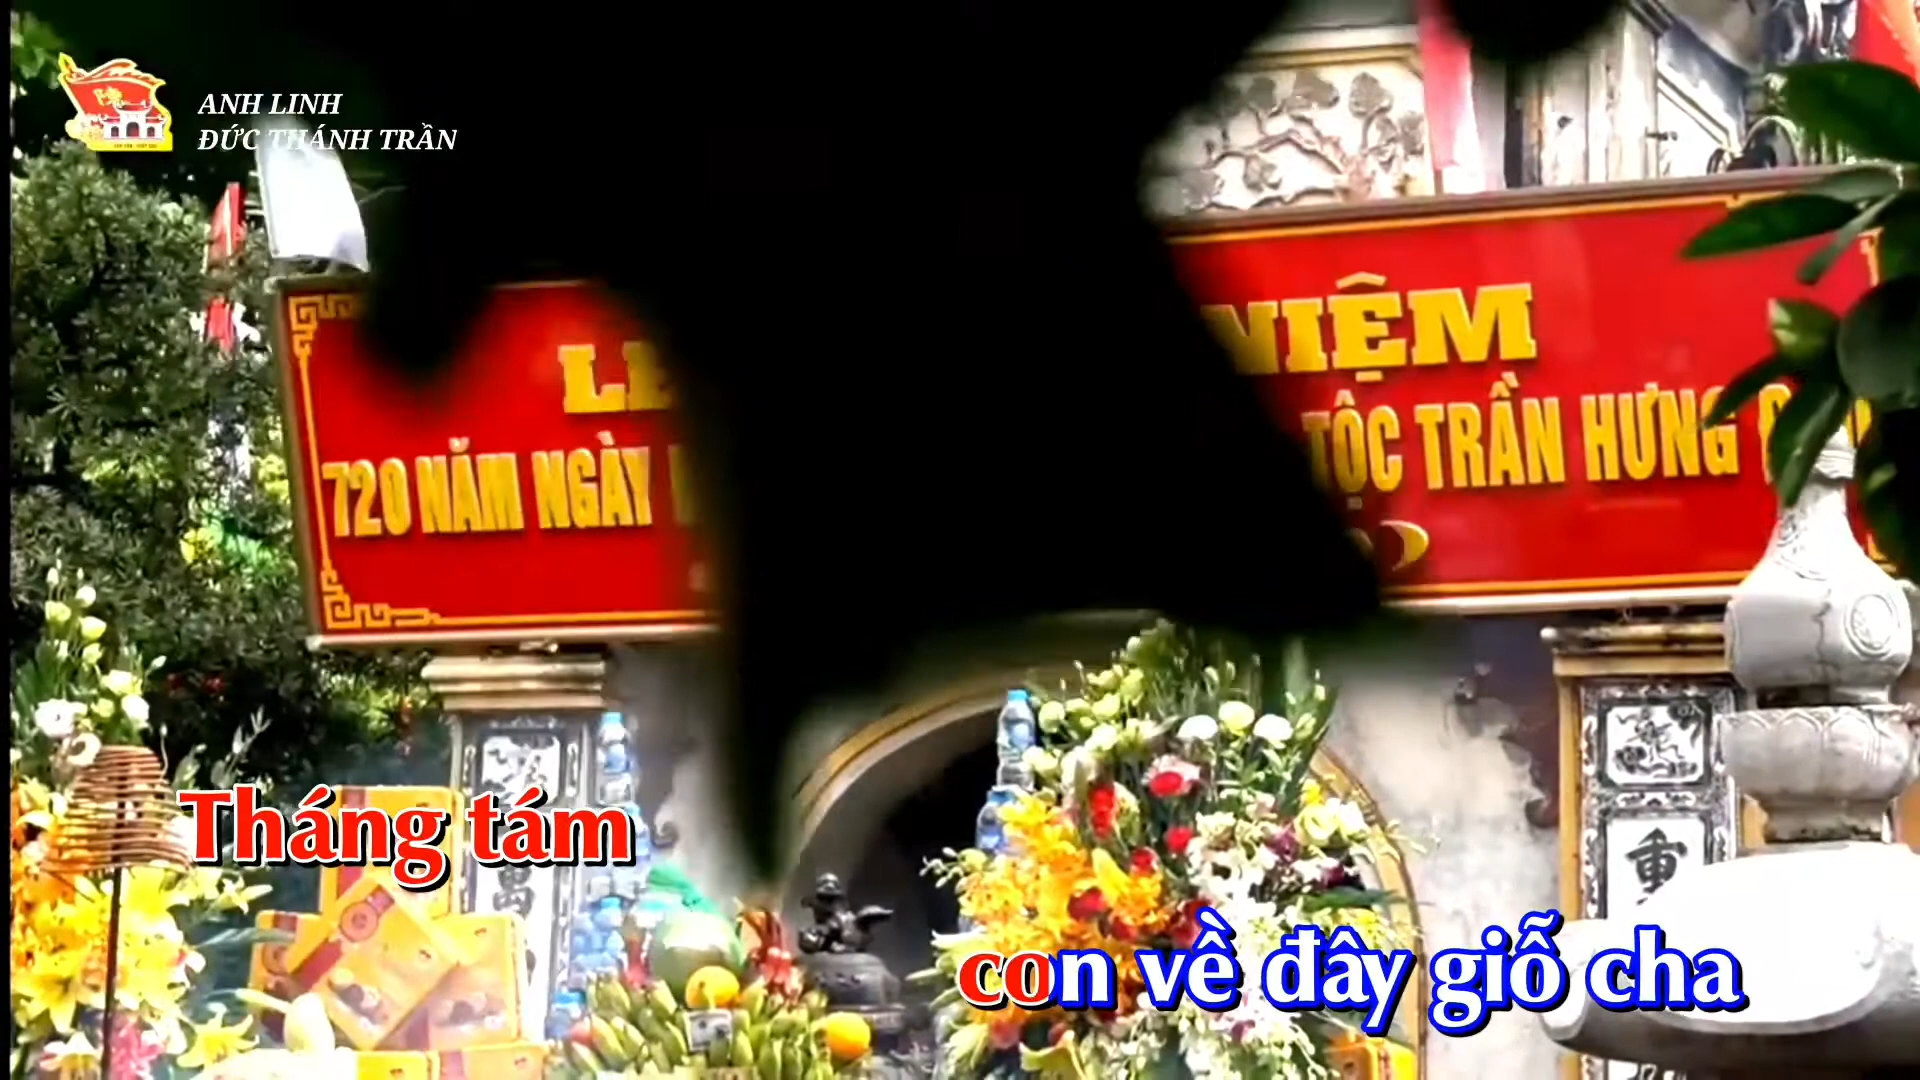 ANH LINH
ĐỨC THÁNH TRẦN
NIỆM
720 NĂM NGÀY
TỘC TRẦN HƯNG
Tháng tám
con về đây giỗ cha
重